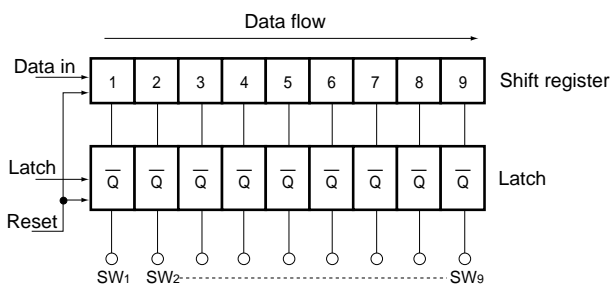 Data flow
Data in
1 2 3 4 5 6 7 8 9
Shift register
Latch
Q̅ Q̅ Q̅ Q̅ Q̅ Q̅ Q̅ Q̅ Q̅
Latch
Reset
SW1 SW2 SW9